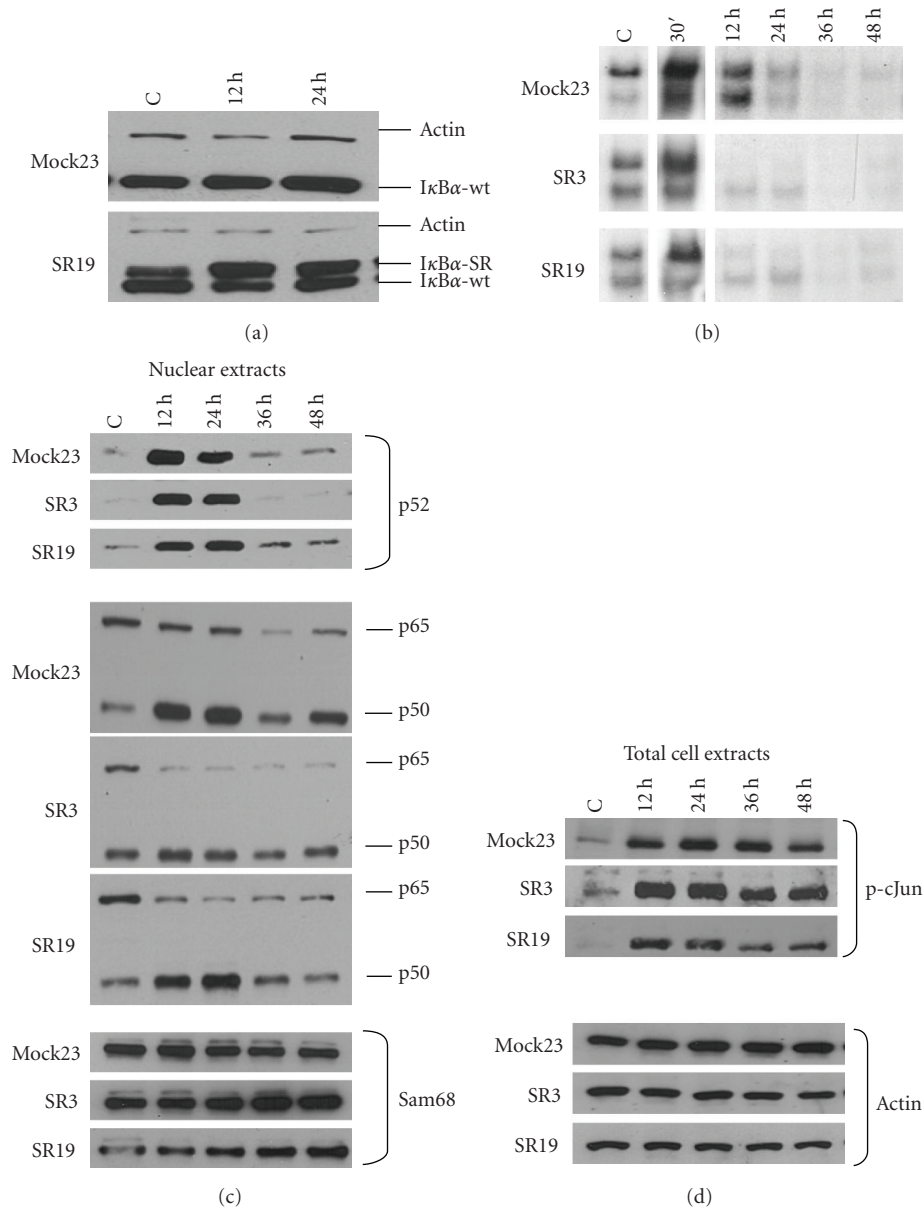 C 12 h 24 h
Mock23
Actin
IκBα-wt
SR19
Actin
IκBα-SR
IκBα-wt
(a)
C 30′ 12 h 24 h 36 h 48 h
Mock23
SR3
SR19
(b)
Nuclear extracts
C 12 h 24 h 36 h 48 h
Mock23
SR3
SR19
p52
Mock23
p65
p50
SR3
p65
p50
SR19
p65
p50
Mock23
SR3
SR19
Sam68
(c)
Total cell extracts
C 12 h 24 h 36 h 48 h
Mock23
SR3
SR19
p-cJun
Mock23
SR3
SR19
Actin
(d)